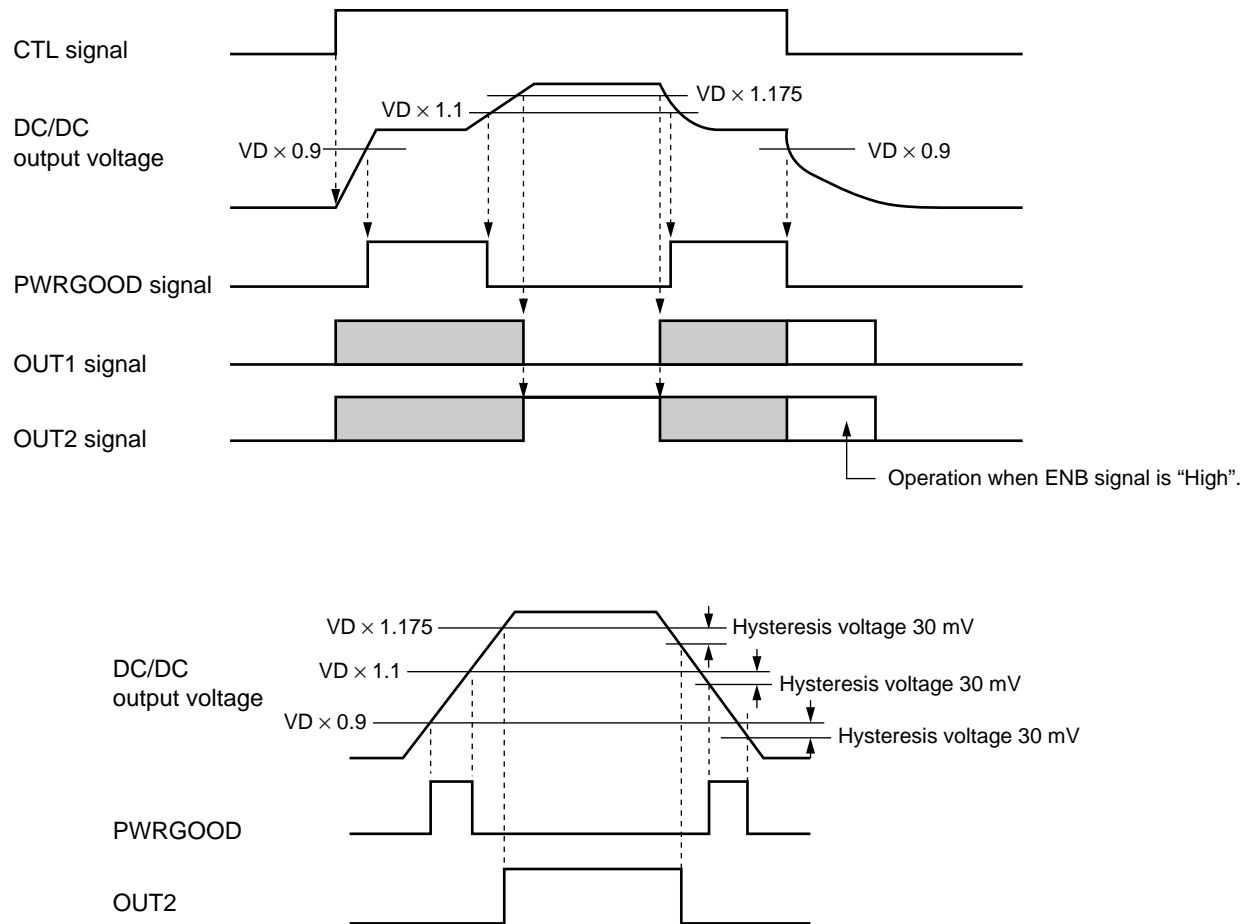 CTL signal
VD × 1.175
VD × 1.1
DC/DC
output voltage
VD × 0.9
VD × 0.9
PWRGOOD signal
OUT1 signal
OUT2 signal
Operation when ENB signal is “High”.
VD × 1.175
Hysteresis voltage 30 mV
DC/DC
output voltage
VD × 1.1
Hysteresis voltage 30 mV
VD × 0.9
Hysteresis voltage 30 mV
PWRGOOD
OUT2